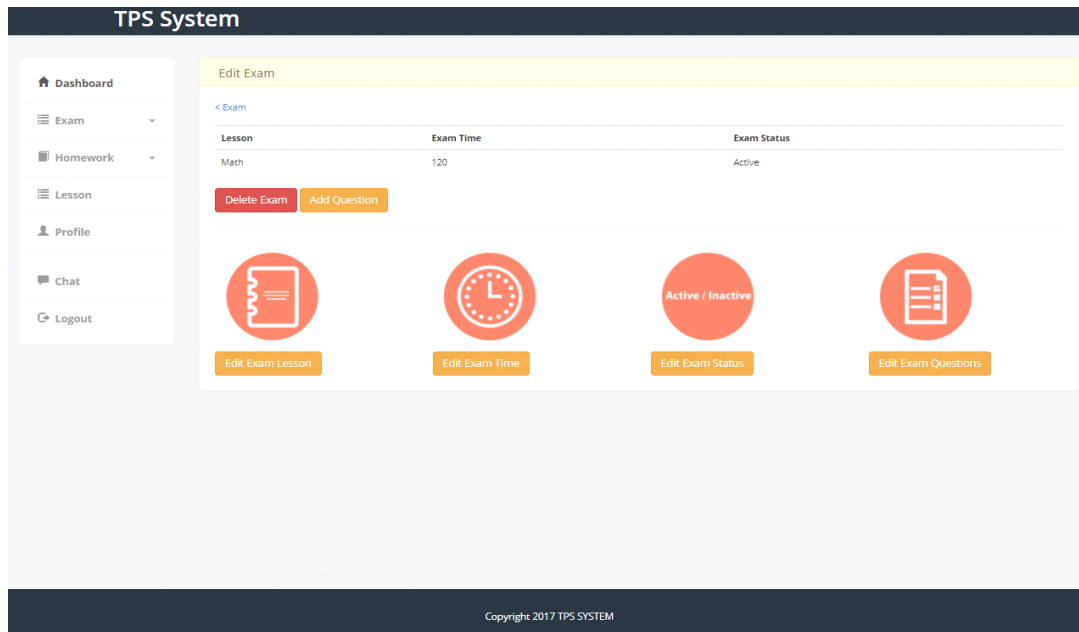 TPS System
Dashboard
Exam
Homework
Lesson
Profile
Chat
Logout
Edit Exam
< Exam
Lesson Exam Time Exam Status
Math 120 Active
Delete Exam Add Question
Active / Inactive
Edit Exam Lesson Edit Exam Time Edit Exam Status Edit Exam Questions
Copyright 2017 TPS SYSTEM